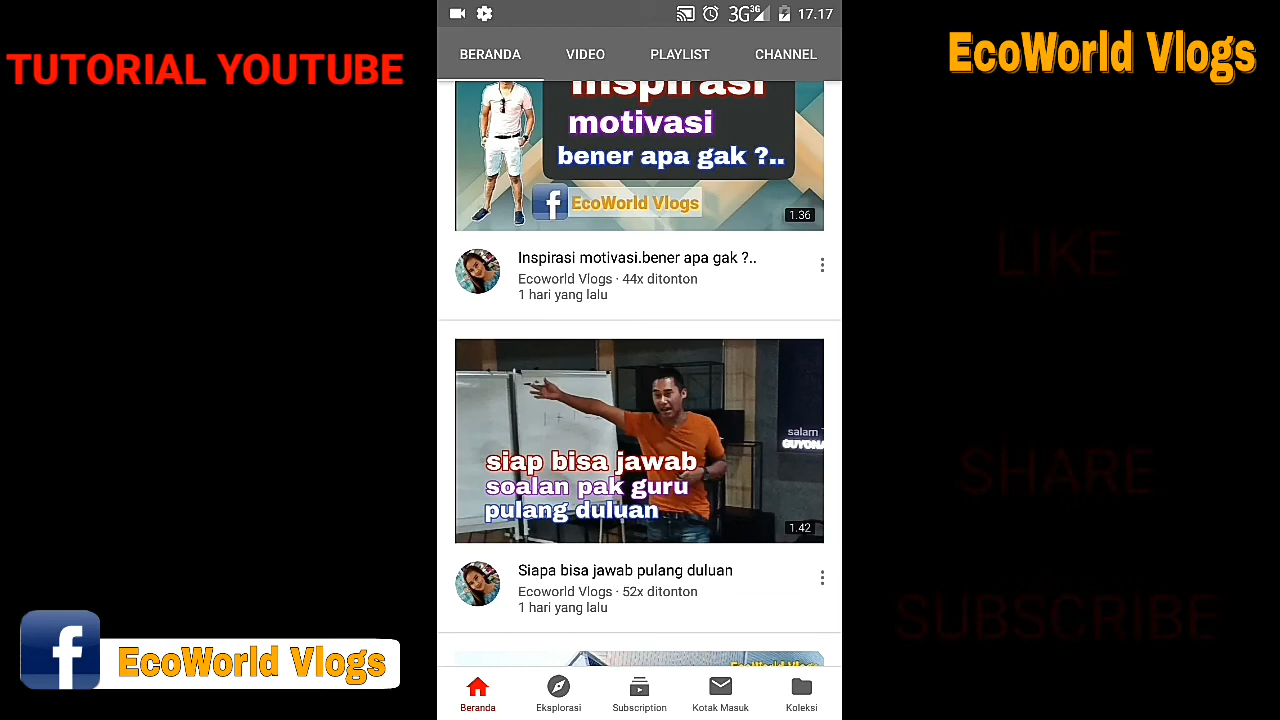 TUTORIAL YOUTUBE
EcoWorld Vlogs
3G 3G 17.17
BERANDA VIDEO PLAYLIST CHANNEL
inspirasi
motivasi
bener apa gak ?..
f EcoWorld Vlogs
1.36
Inspirasi motivasi.bener apa gak ?..
Ecoworld Vlogs · 44x ditonton
1 hari yang lalu
LIKE
salam
siap bisa jawab
soalan pak guru
pulang duluan
1.42
SHARE
Siapa bisa jawab pulang duluan
Ecoworld Vlogs · 52x ditonton
1 hari yang lalu
SUBSCRIBE
f EcoWorld Vlogs
EcoWorld Vlogs
Beranda Eksplorasi Subscription Kotak Masuk Koleksi